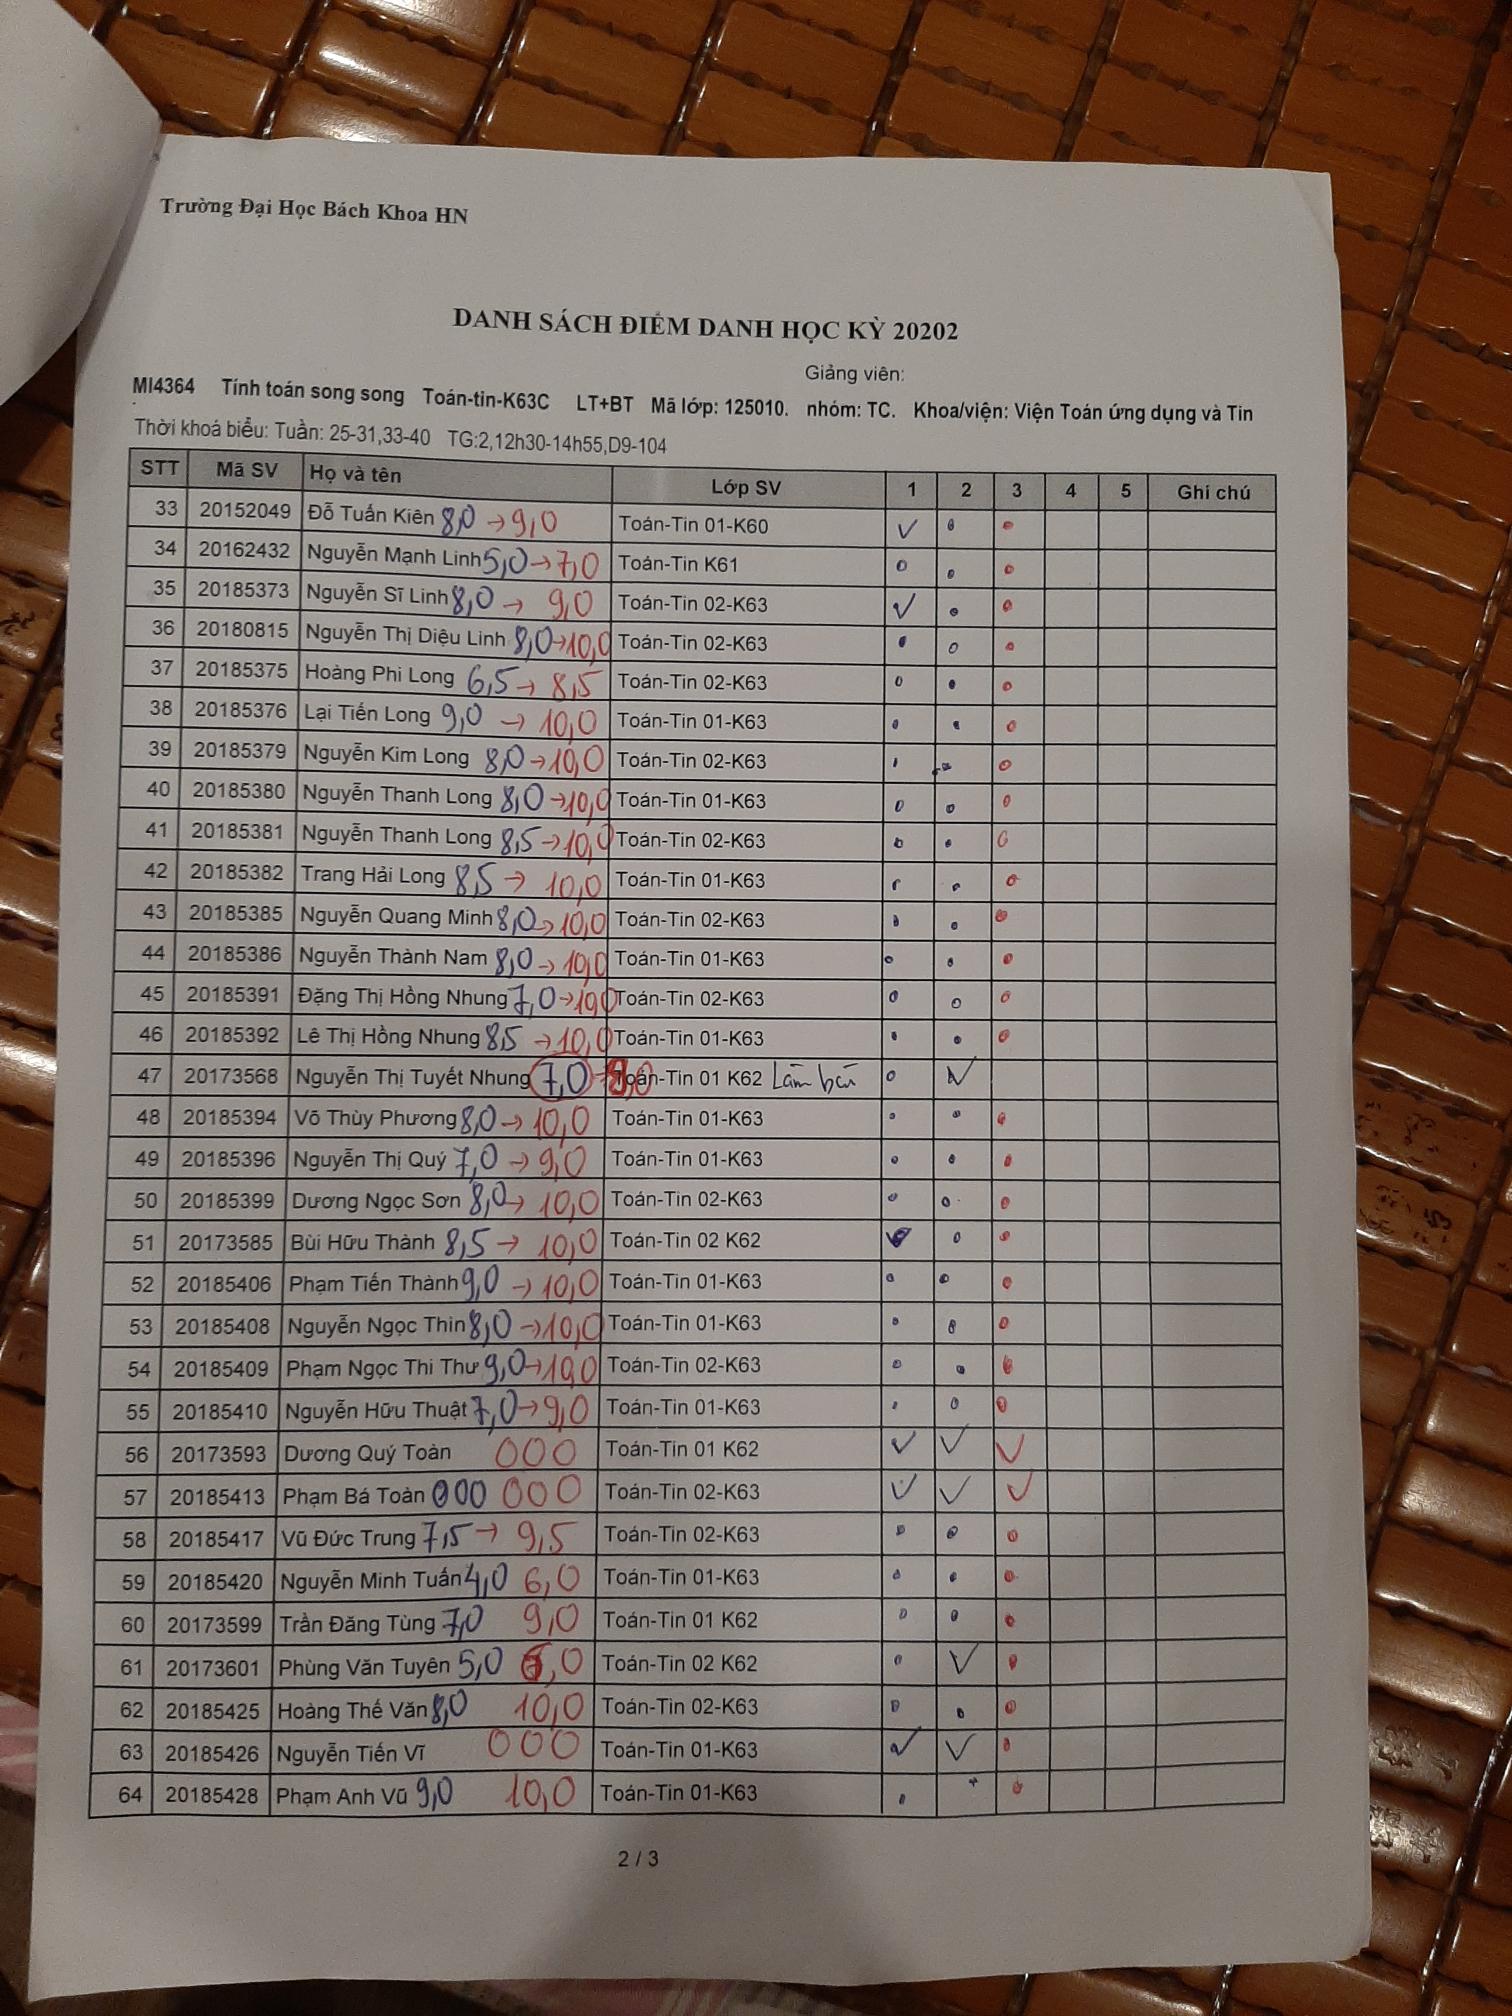 Trường Đại Học Bách Khoa HN
DANH SÁCH ĐIỂM DANH HỌC KỲ 20202
Giảng viên:
MI4364 Tính toán song song Toán-tin-K63C LT+BT Mã lớp: 125010. nhóm: TC. Khoa/viện: Viện Toán ứng dụng và Tin
Thời khoá biểu: Tuần: 25-31,33-40 TG:2,12h30-14h55,D9-104
STT Mã SV Họ và tên Lớp SV 1 2 3 4 5 Ghi chú
33 20152049 Đỗ Tuấn Kiên 8,0 → 9,0 Toán-Tin 01-K60
34 20162432 Nguyễn Mạnh Linh 5,0 → 7,0 Toán-Tin K61
35 20185373 Nguyễn Sĩ Linh 8,0 → 9,0 Toán-Tin 02-K63
36 20180815 Nguyễn Thị Diệu Linh 8,0 → 10,0 Toán-Tin 02-K63
37 20185375 Hoàng Phi Long 6,5 → 8,5 Toán-Tin 02-K63
38 20185376 Lại Tiến Long 9,0 → 10,0 Toán-Tin 01-K63
39 20185379 Nguyễn Kim Long 8,0 → 10,0 Toán-Tin 02-K63
40 20185380 Nguyễn Thanh Long 8,0 → 10,0 Toán-Tin 01-K63
41 20185381 Nguyễn Thanh Long 8,5 → 10,0 Toán-Tin 02-K63
42 20185382 Trang Hải Long 8,5 → 10,0 Toán-Tin 01-K63
43 20185385 Nguyễn Quang Minh 8,0 → 10,0 Toán-Tin 02-K63
44 20185386 Nguyễn Thành Nam 8,0 → 10,0 Toán-Tin 01-K63
45 20185391 Đặng Thị Hồng Nhung 7,0 → 10,0 Toán-Tin 02-K63
46 20185392 Lê Thị Hồng Nhung 8,5 → 10,0 Toán-Tin 01-K63
47 20173568 Nguyễn Thị Tuyết Nhung 7,0 Toán-Tin 01 K62 Làm
48 20185394 Võ Thùy Phương 8,0 → 10,0 Toán-Tin 01-K63
49 20185396 Nguyễn Thị Quý 7,0 → 9,0 Toán-Tin 01-K63
50 20185399 Dương Ngọc Sơn 8,0 → 10,0 Toán-Tin 02-K63
51 20173585 Bùi Hữu Thành 8,5 → 10,0 Toán-Tin 02 K62
52 20185406 Phạm Tiến Thành 9,0 → 10,0 Toán-Tin 01-K63
53 20185408 Nguyễn Ngọc Thìn 8,0 → 10,0 Toán-Tin 01-K63
54 20185409 Phạm Ngọc Thi Thư 9,0 → 10,0 Toán-Tin 02-K63
55 20185410 Nguyễn Hữu Thuật 7,0 → 9,0 Toán-Tin 01-K63
56 20173593 Dương Quý Toàn 000 Toán-Tin 01 K62
57 20185413 Phạm Bá Toàn 000 000 Toán-Tin 02-K63
58 20185417 Vũ Đức Trung 7,5 → 9,5 Toán-Tin 02-K63
59 20185420 Nguyễn Minh Tuấn 4,0 6,0 Toán-Tin 01-K63
60 20173599 Trần Đăng Tùng 7,0 9,0 Toán-Tin 01 K62
61 20173601 Phùng Văn Tuyên 5,0 Toán-Tin 02 K62
62 20185425 Hoàng Thế Văn 8,0 10,0 Toán-Tin 02-K63
63 20185426 Nguyễn Tiến Vĩ 000 Toán-Tin 01-K63
64 20185428 Phạm Anh Vũ 9,0 10,0 Toán-Tin 01-K63
2 / 3